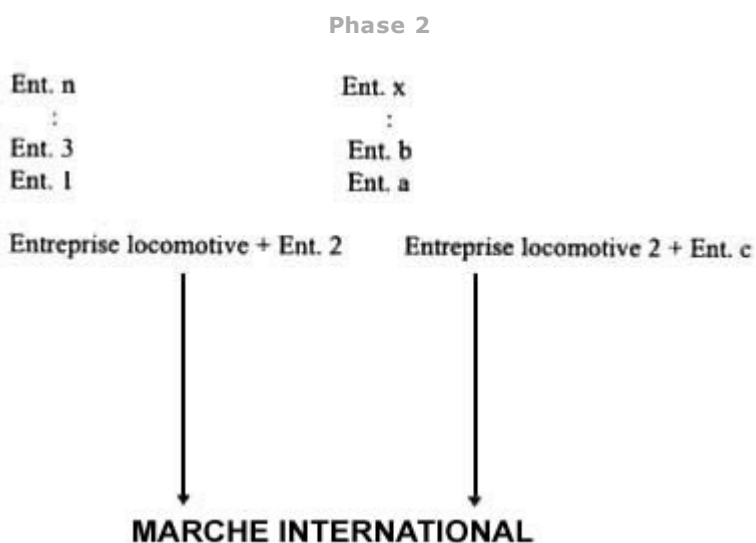 Phase 2
Ent. n
:
Ent. 3
Ent. 1
Ent. x
:
Ent. b
Ent. a
Entreprise locomotive + Ent. 2
Entreprise locomotive 2 + Ent. c
MARCHE INTERNATIONAL